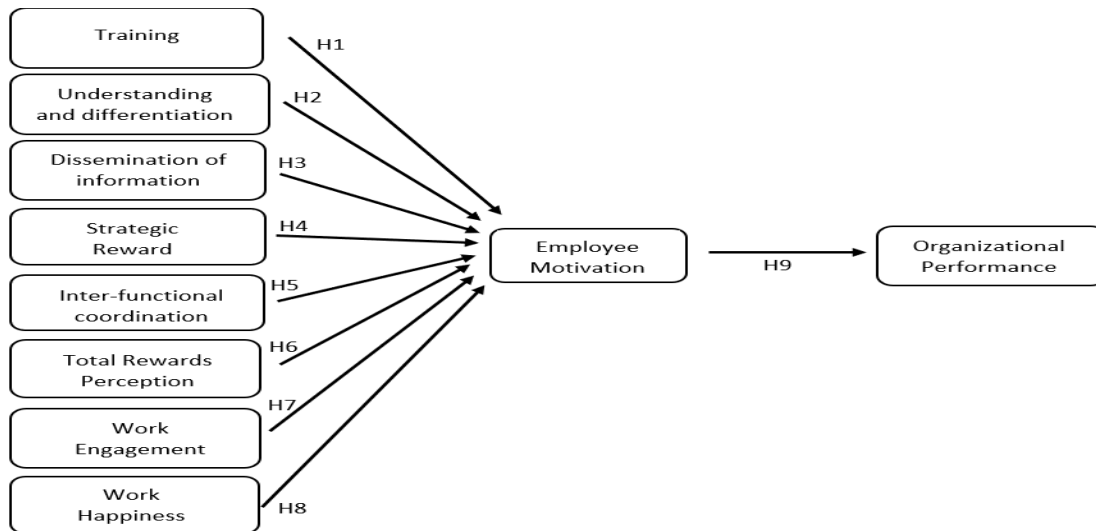 Training
H1
Understanding
and differentiation
H2
Dissemination of
information
H3
Strategic
Reward
H4
Inter-functional
coordination
H5
Total Rewards
Perception
H6
Work
Engagement
H7
Work
Happiness
H8
Employee
Motivation
H9
Organizational
Performance